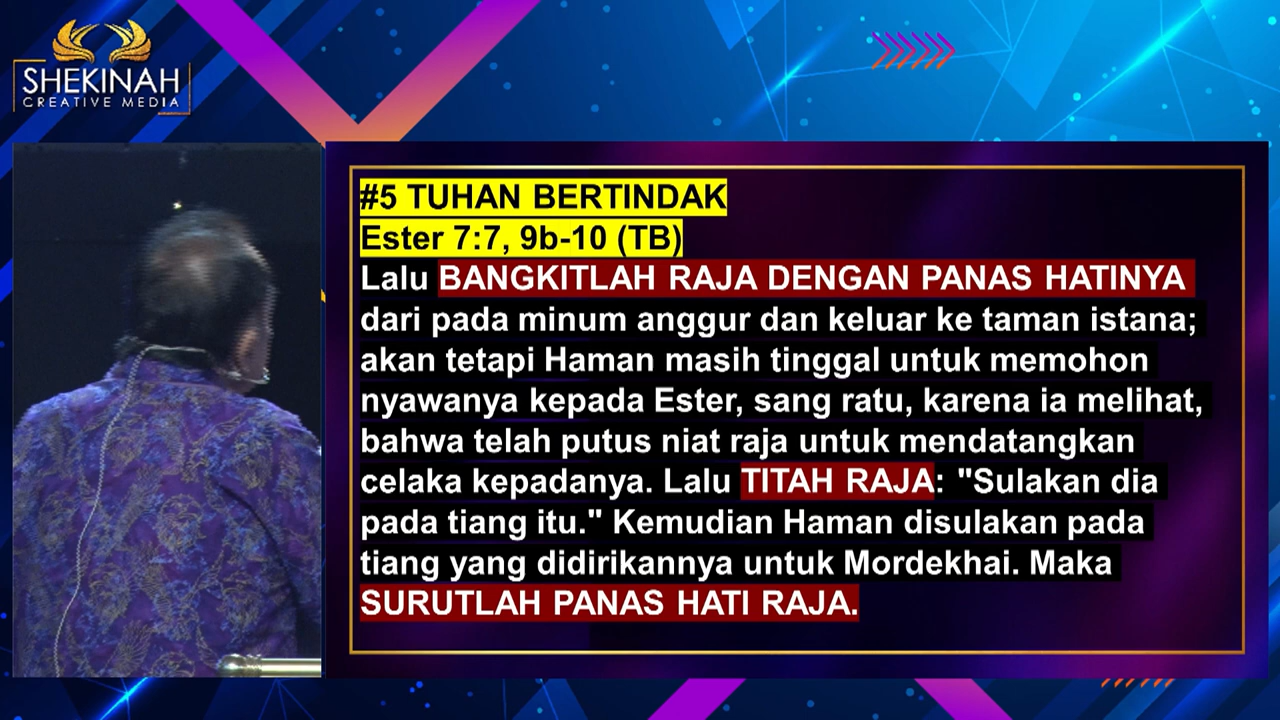 SHEKINAH
CREATIVE MEDIA
#5 TUHAN BERTINDAK
Ester 7:7, 9b-10 (TB)
Lalu BANGKITLAH RAJA DENGAN PANAS HATINYA
dari pada minum anggur dan keluar ke taman istana;
akan tetapi Haman masih tinggal untuk memohon
nyawanya kepada Ester, sang ratu, karena ia melihat,
bahwa telah putus niat raja untuk mendatangkan
celaka kepadanya. Lalu TITAH RAJA: "Sulakan dia
pada tiang itu." Kemudian Haman disulakan pada
tiang yang didirikannya untuk Mordekhai. Maka
SURUTLAH PANAS HATI RAJA.